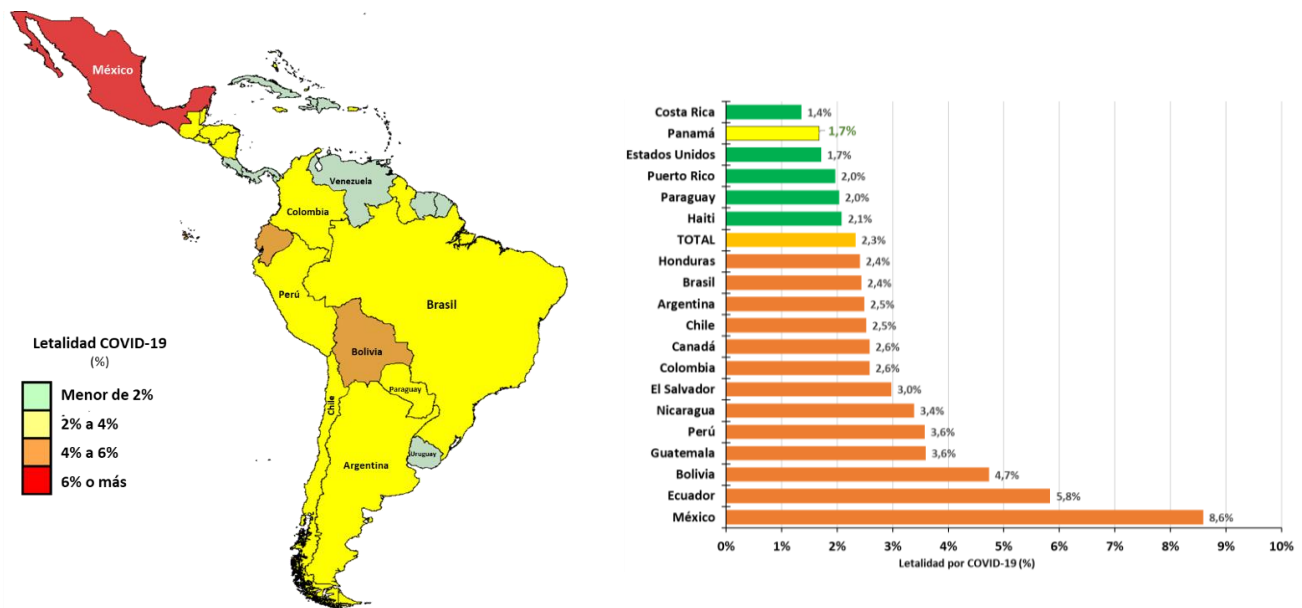 México
Venezuela
Colombia
Perú
Brasil
Bolivia
Paraguay
Chile
Argentina
Uruguay
Letalidad COVID-19
(%)
Menor de 2%
2% a 4%
4% a 6%
6% o más
Costa Rica 1,4%
Panamá 1,7%
Estados Unidos 1,7%
Puerto Rico 2,0%
Paraguay 2,0%
Haiti 2,1%
TOTAL 2,3%
Honduras 2,4%
Brasil 2,4%
Argentina 2,5%
Chile 2,5%
Canadá 2,6%
Colombia 2,6%
El Salvador 3,0%
Nicaragua 3,4%
Perú 3,6%
Guatemala 3,6%
Bolivia 4,7%
Ecuador 5,8%
México 8,6%
0% 1% 2% 3% 4% 5% 6% 7% 8% 9% 10%
Letalidad por COVID-19 (%)